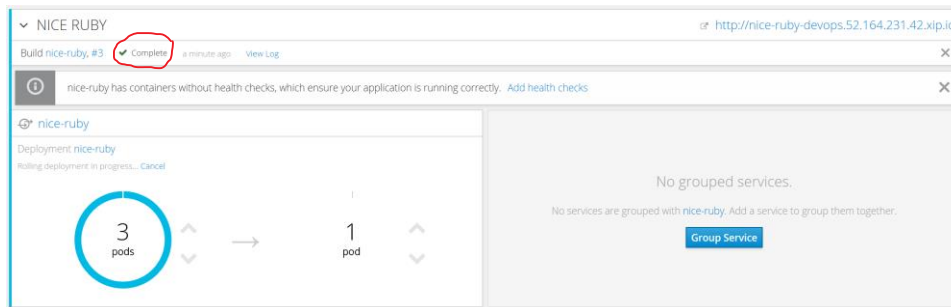 NICE RUBY
http://nice-ruby-devops.52.164.231.42.xip.io
Build nice-ruby, #3 Complete a minute ago View Log
nice-ruby has containers without health checks, which ensure your application is running correctly. Add health checks
nice-ruby
Deployment nice-ruby
Rolling deployment in progress... Cancel
3
pods
1
pod
No grouped services.
No services are grouped with nice-ruby. Add a service to group them together.
Group Service